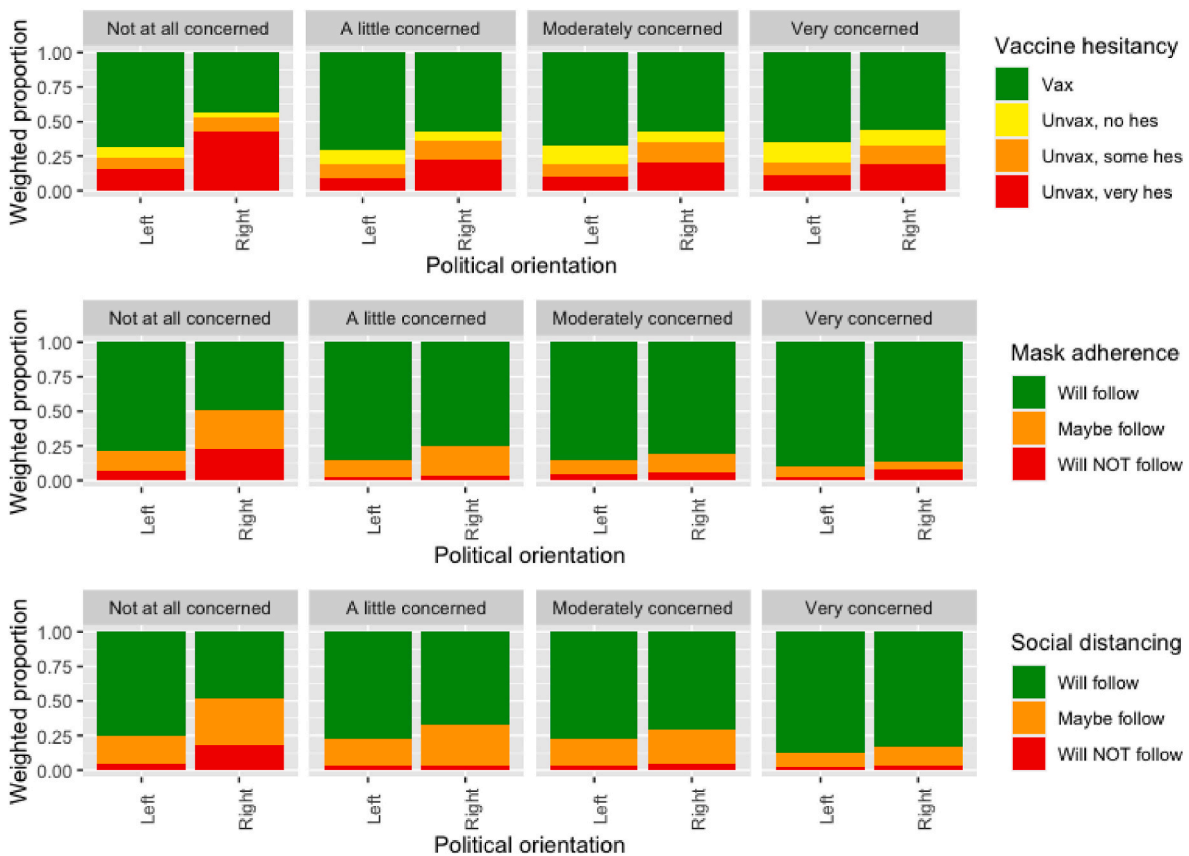 Not at all concerned A little concerned Moderately concerned Very concerned
Weighted proportion
1.00
0.75
0.50
0.25
0.00
Left Right Left Right Left Right Left Right
Political orientation
Vaccine hesitancy
Vax
Unvax, no hes
Unvax, some hes
Unvax, very hes
Not at all concerned A little concerned Moderately concerned Very concerned
Weighted proportion
1.00
0.75
0.50
0.25
0.00
Left Right Left Right Left Right Left Right
Political orientation
Mask adherence
Will follow
Maybe follow
Will NOT follow
Not at all concerned A little concerned Moderately concerned Very concerned
Weighted proportion
1.00
0.75
0.50
0.25
0.00
Left Right Left Right Left Right Left Right
Political orientation
Social distancing
Will follow
Maybe follow
Will NOT follow